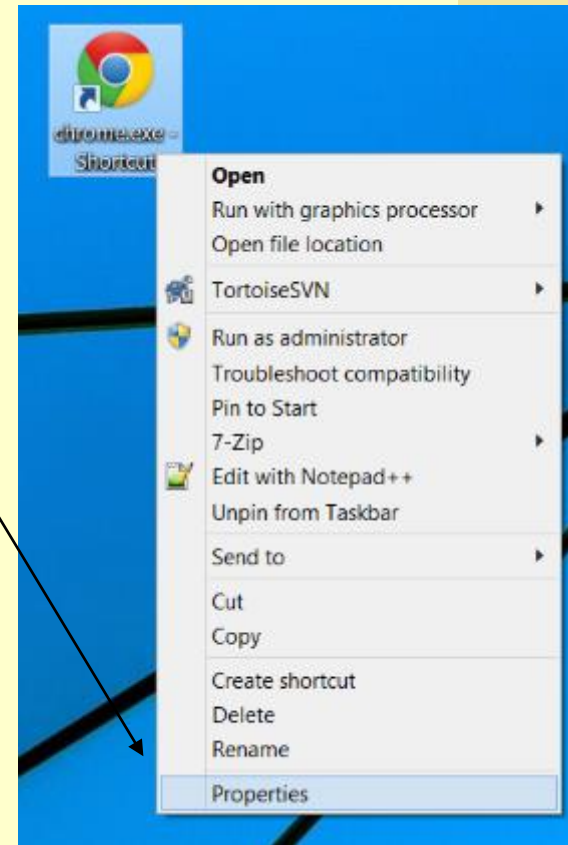 chrome.exe -
Shortcut
Open
Run with graphics processor
Open file location
TortoiseSVN
Run as administrator
Troubleshoot compatibility
Pin to Start
7-Zip
Edit with Notepad++
Unpin from Taskbar
Send to
Cut
Copy
Create shortcut
Delete
Rename
Properties